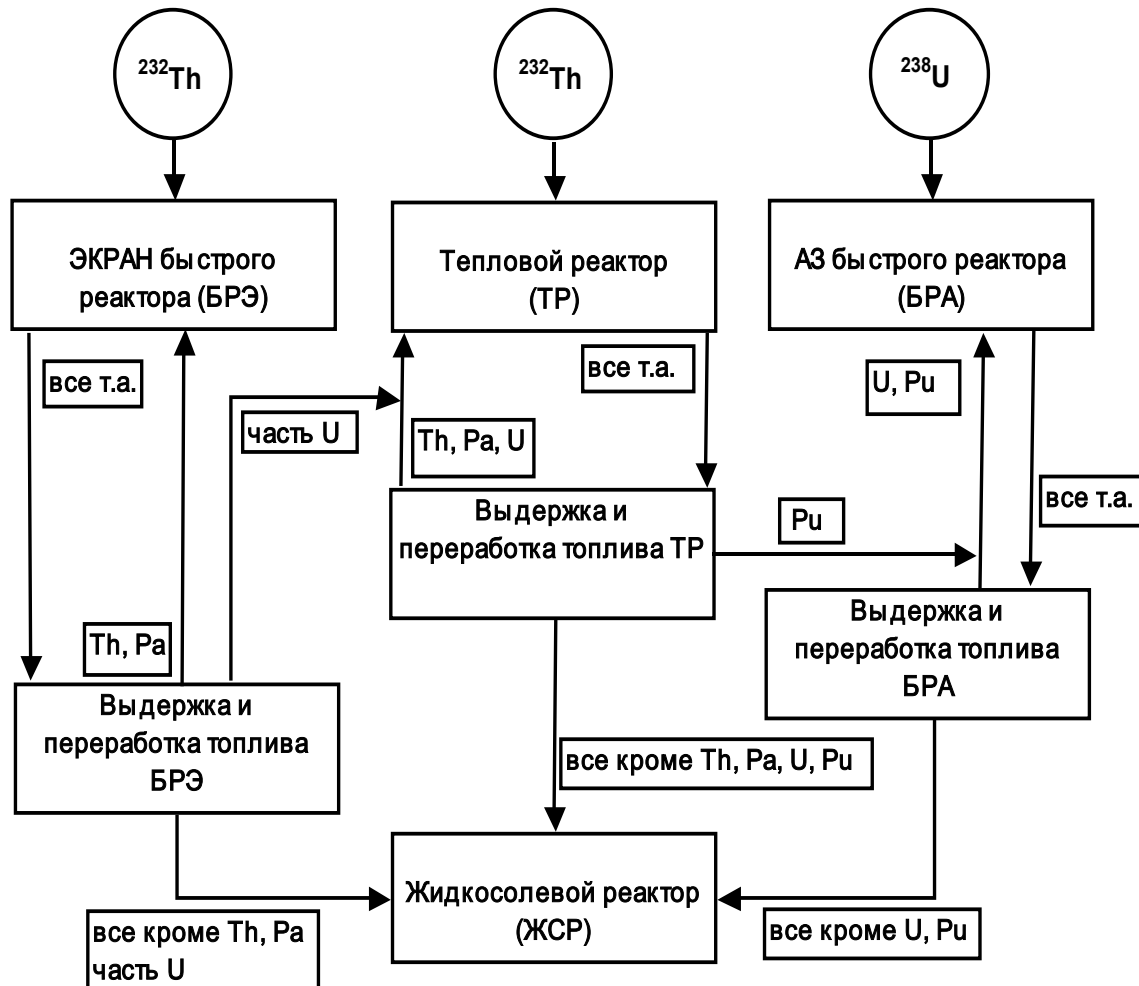 ²³²Th
²³²Th
²³⁸U
ЭКРАН быстрого
реактора (БРЭ)
Тепловой реактор
(ТР)
АЗ быстрого реактора
(БРА)
все т.а.
все т.а.
U, Pu
часть U
Th, Pa, U
все т.а.
Выдержка и
переработка топлива ТР
Pu
Th, Pa
Выдержка и
переработка топлива
БРА
Выдержка и
переработка топлива
БРЭ
все кроме Th, Pa, U, Pu
Жидкосолевой реактор
(ЖСР)
все кроме Th, Pa
часть U
все кроме U, Pu